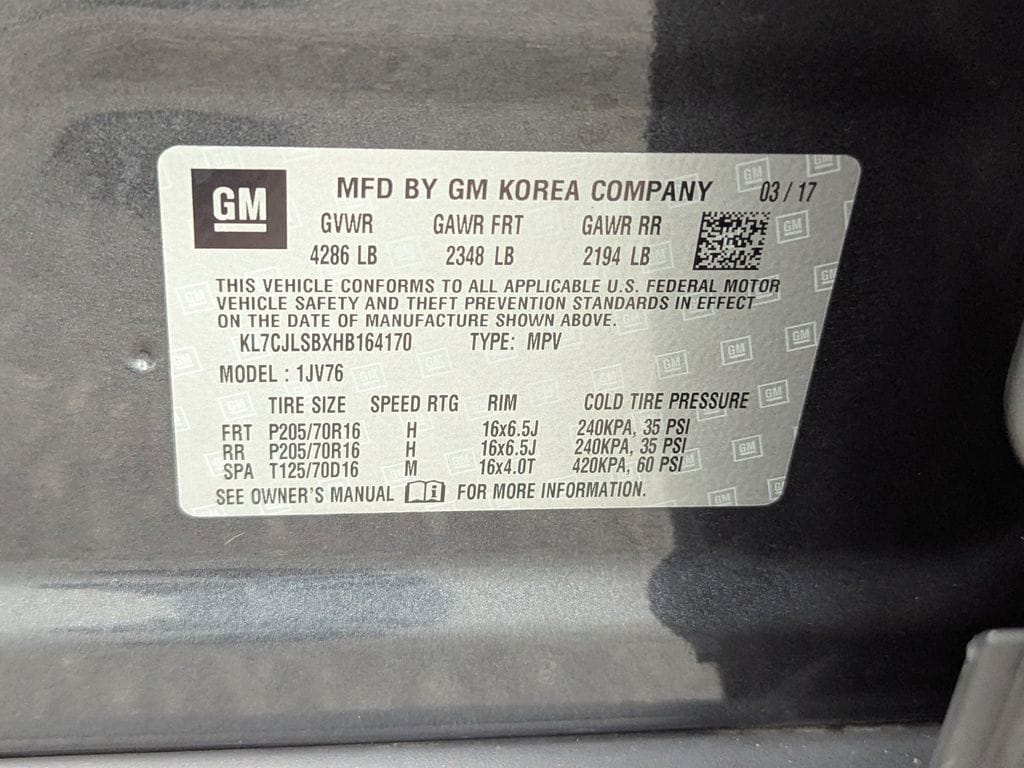 GM MFD BY GM KOREA COMPANY 03 / 17
GVWR GAWR FRT GAWR RR
4286 LB 2348 LB 2194 LB
THIS VEHICLE CONFORMS TO ALL APPLICABLE U.S. FEDERAL MOTOR
VEHICLE SAFETY AND THEFT PREVENTION STANDARDS IN EFFECT
ON THE DATE OF MANUFACTURE SHOWN ABOVE.
KL7CJLSBXHB164170 TYPE: MPV
MODEL : 1JV76
TIRE SIZE SPEED RTG RIM COLD TIRE PRESSURE
FRT P205/70R16 H 16x6.5J 240KPA, 35 PSI
RR P205/70R16 H 16x6.5J 240KPA, 35 PSI
SPA T125/70D16 M 16x4.0T 420KPA, 60 PSI
SEE OWNER'S MANUAL FOR MORE INFORMATION.